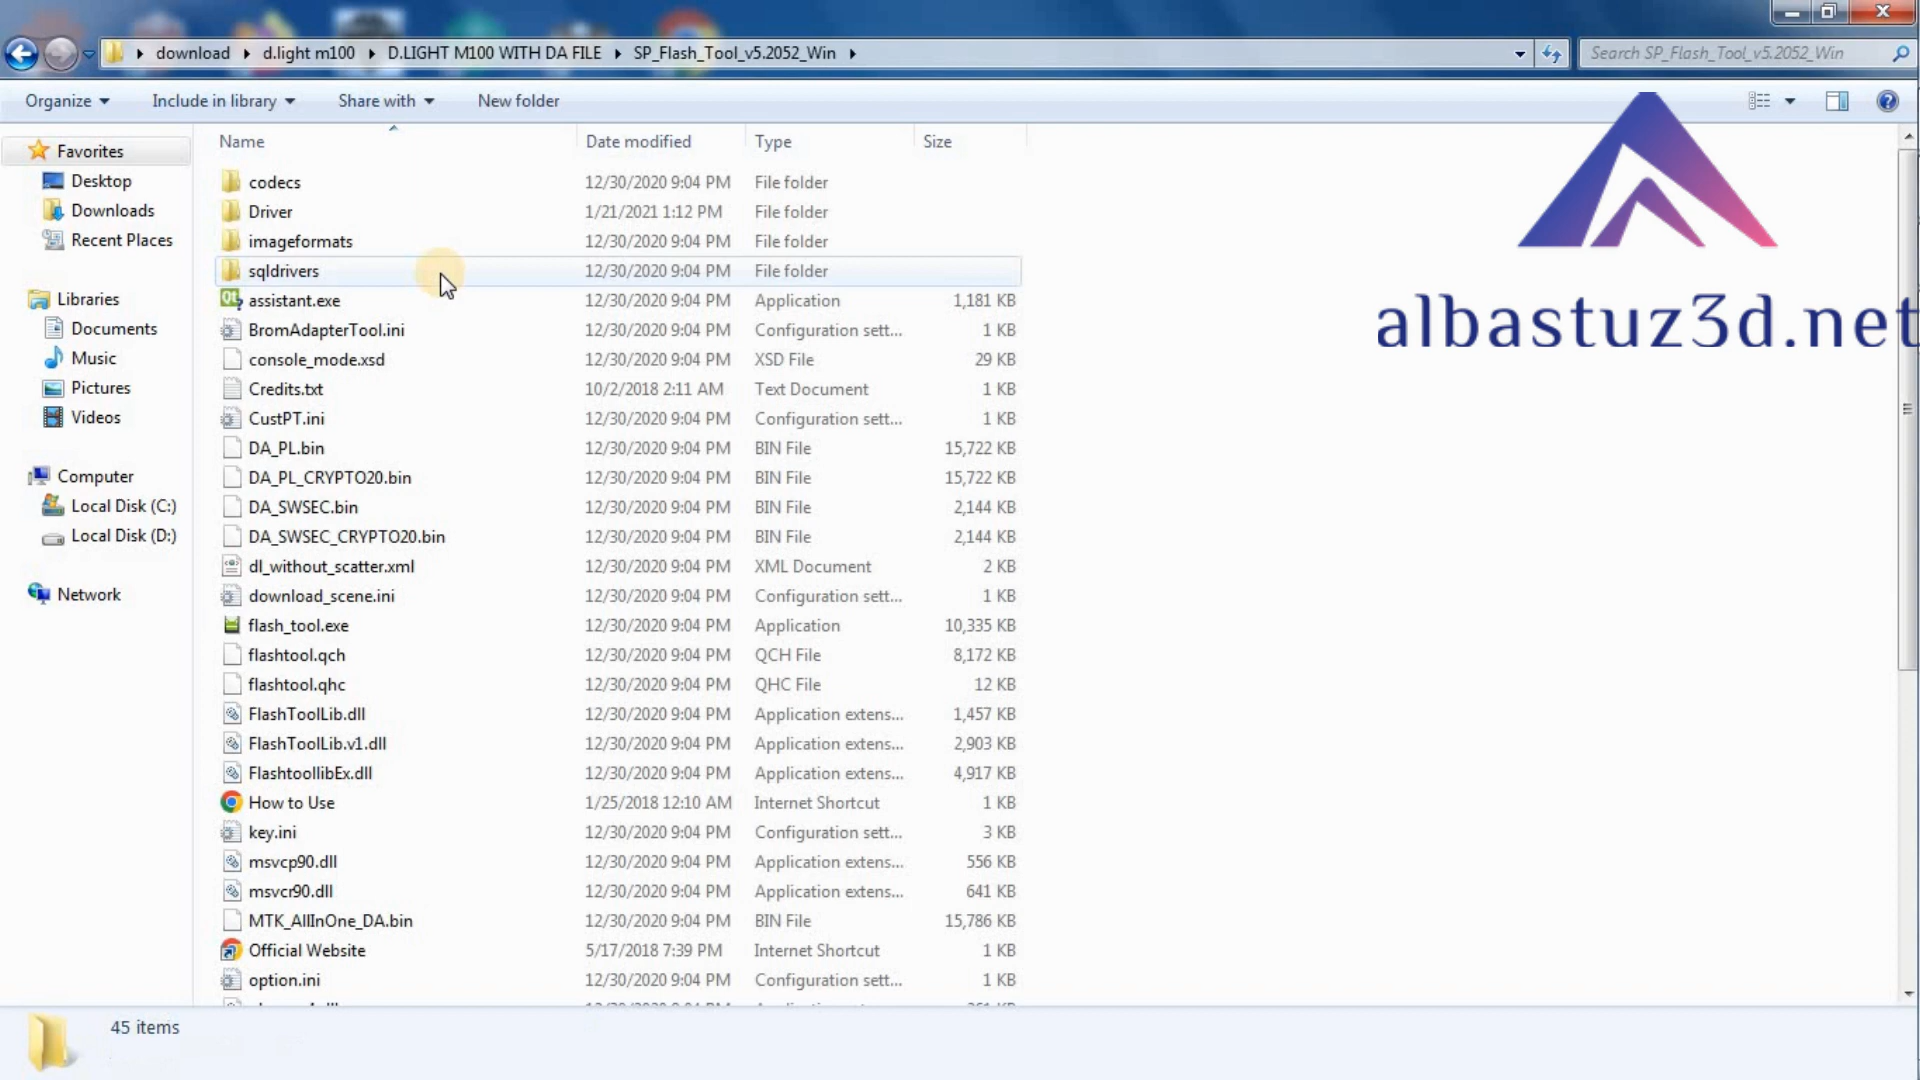 download d.light m100 D.LIGHT M100 WITH DA FILE SP_Flash_Tool_v5.2052_Win
Search SP_Flash_Tool_v5.2052_Win
Organize Include in library Share with New folder
Name Date modified Type Size
Favorites
Desktop
Downloads
Recent Places
Libraries
Documents
Music
Pictures
Videos
Computer
Local Disk (C:)
Local Disk (D:)
Network
codecs 12/30/2020 9:04 PM File folder
Driver 1/21/2021 1:12 PM File folder
imageformats 12/30/2020 9:04 PM File folder
sqldrivers 12/30/2020 9:04 PM File folder
assistant.exe 12/30/2020 9:04 PM Application 1,181 KB
BromAdapterTool.ini 12/30/2020 9:04 PM Configuration sett... 1 KB
console_mode.xsd 12/30/2020 9:04 PM XSD File 29 KB
Credits.txt 10/2/2018 2:11 AM Text Document 1 KB
CustPT.ini 12/30/2020 9:04 PM Configuration sett... 1 KB
DA_PL.bin 12/30/2020 9:04 PM BIN File 15,722 KB
DA_PL_CRYPTO20.bin 12/30/2020 9:04 PM BIN File 15,722 KB
DA_SWSEC.bin 12/30/2020 9:04 PM BIN File 2,144 KB
DA_SWSEC_CRYPTO20.bin 12/30/2020 9:04 PM BIN File 2,144 KB
dl_without_scatter.xml 12/30/2020 9:04 PM XML Document 2 KB
download_scene.ini 12/30/2020 9:04 PM Configuration sett... 1 KB
flash_tool.exe 12/30/2020 9:04 PM Application 10,335 KB
flashtool.qch 12/30/2020 9:04 PM QCH File 8,172 KB
flashtool.qhc 12/30/2020 9:04 PM QHC File 12 KB
FlashToolLib.dll 12/30/2020 9:04 PM Application extens... 1,457 KB
FlashToolLib.v1.dll 12/30/2020 9:04 PM Application extens... 2,903 KB
FlashtoollibEx.dll 12/30/2020 9:04 PM Application extens... 4,917 KB
How to Use 1/25/2018 12:10 AM Internet Shortcut 1 KB
key.ini 12/30/2020 9:04 PM Configuration sett... 3 KB
msvcp90.dll 12/30/2020 9:04 PM Application extens... 556 KB
msvcr90.dll 12/30/2020 9:04 PM Application extens... 641 KB
MTK_AllInOne_DA.bin 12/30/2020 9:04 PM BIN File 15,786 KB
Official Website 5/17/2018 7:39 PM Internet Shortcut 1 KB
option.ini 12/30/2020 9:04 PM Configuration sett... 1 KB
45 items
albastuz3d.net